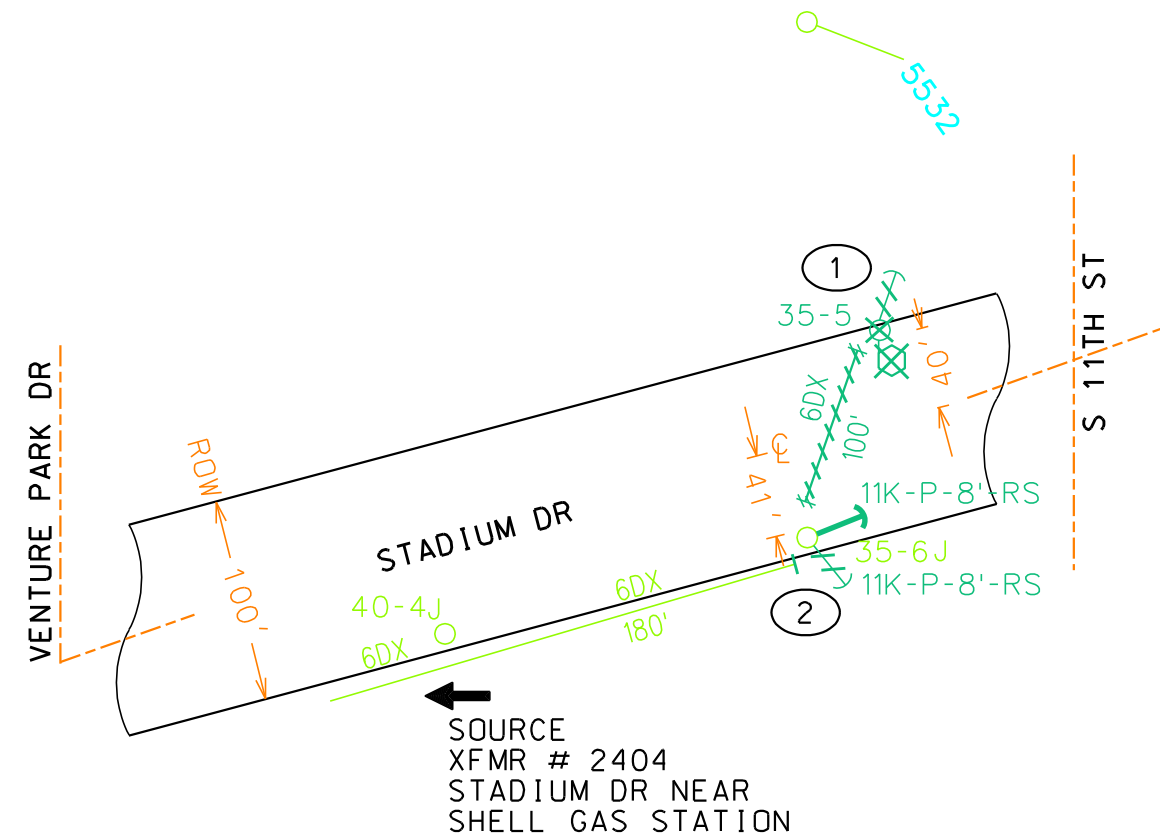 5532
1
35-5
40'
S 11TH ST
VENTURE PARK DR
ROW
6DX
100'
℄
41'
11K-P-8'-RS
STADIUM DR
35-6J
11K-P-8'-RS
100'
40-4J
6DX
180'
6DX
2
SOURCE
XFMR # 2404
STADIUM DR NEAR
SHELL GAS STATION